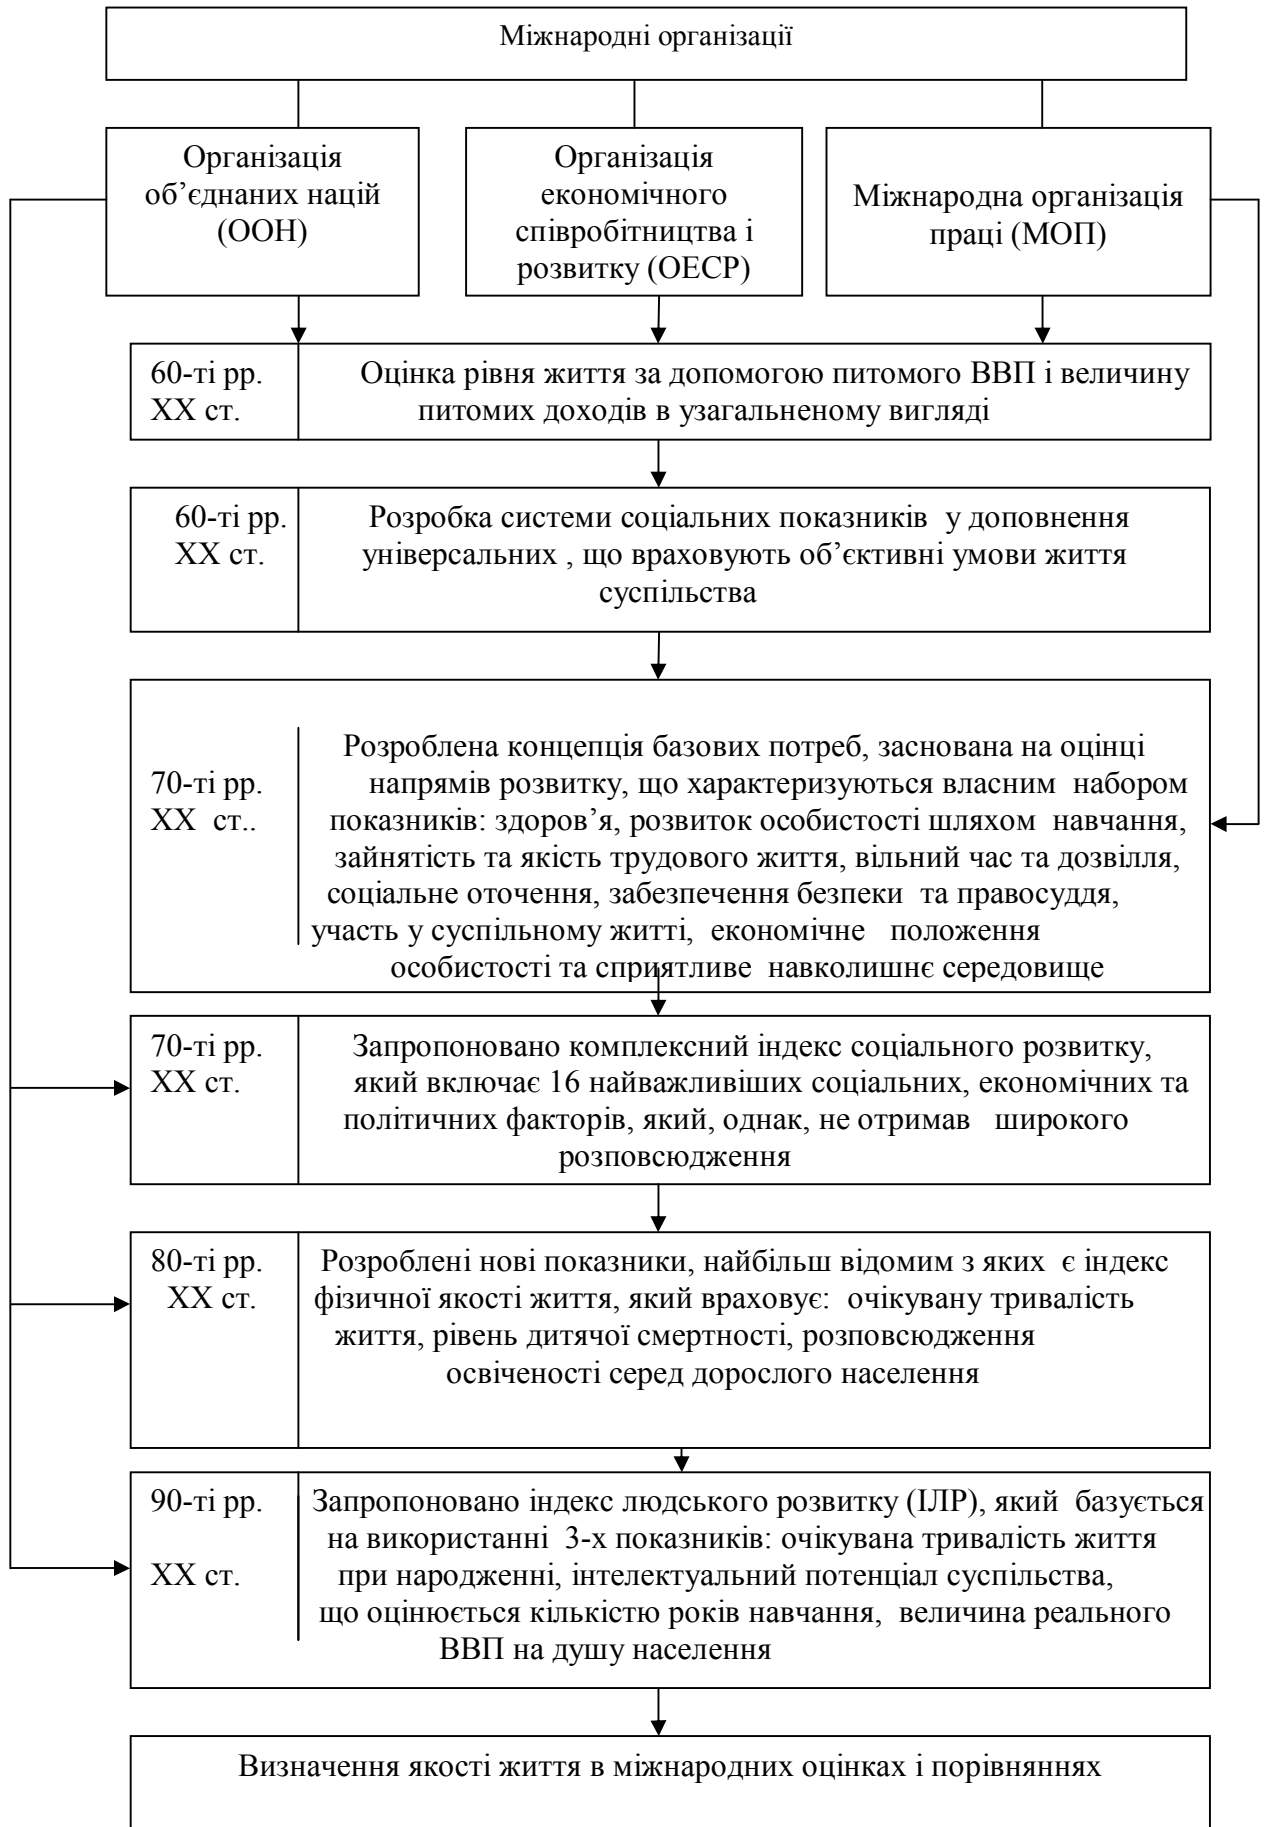 Міжнародні організації
Організація
об’єднаних націй
(ООН)
Організація
економічного
співробітництва і
розвитку (ОЕСР)
Міжнародна організація
праці (МОП)
60-ті рр.
ХХ ст.
Оцінка рівня життя за допомогою питомого ВВП і величину
питомих доходів в узагальненому вигляді
60-ті рр.
ХХ ст.
Розробка системи соціальних показників у доповнення
універсальних , що враховують об’єктивні умови життя
суспільства
70-ті рр.
ХХ ст..
Розроблена концепція базових потреб, заснована на оцінці
напрямів розвитку, що характеризуються власним набором
показників: здоров’я, розвиток особистості шляхом навчання,
зайнятість та якість трудового життя, вільний час та дозвілля,
соціальне оточення, забезпечення безпеки та правосуддя,
участь у суспільному житті, економічне положення
особистості та сприятливе навколишнє середовище
70-ті рр.
ХХ ст.
Запропоновано комплексний індекс соціального розвитку,
який включає 16 найважливіших соціальних, економічних та
політичних факторів, який, однак, не отримав широкого
розповсюдження
80-ті рр.
ХХ ст.
Розроблені нові показники, найбільш відомим з яких є індекс
фізичної якості життя, який враховує: очікувану тривалість
життя, рівень дитячої смертності, розповсюдження
освіченості серед дорослого населення
90-ті рр.
ХХ ст.
Запропоновано індекс людського розвитку (ІЛР), який базується
на використанні 3-х показників: очікувана тривалість життя
при народженні, інтелектуальний потенціал суспільства,
що оцінюється кількістю років навчання, величина реального
ВВП на душу населення
Визначення якості життя в міжнародних оцінках і порівняннях